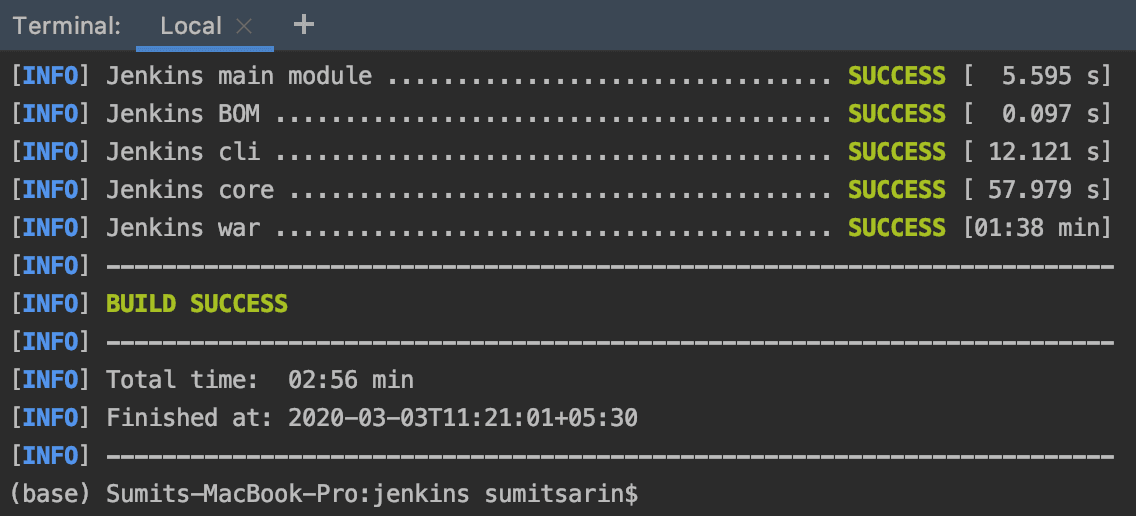 Terminal: Local × +
[INFO] Jenkins main module ................................ SUCCESS [  5.595 s]
[INFO] Jenkins BOM ........................................ SUCCESS [  0.097 s]
[INFO] Jenkins cli ........................................ SUCCESS [ 12.121 s]
[INFO] Jenkins core ....................................... SUCCESS [ 57.979 s]
[INFO] Jenkins war ........................................ SUCCESS [01:38 min]
[INFO] ------------------------------------------------------------------------
[INFO] BUILD SUCCESS
[INFO] ------------------------------------------------------------------------
[INFO] Total time:  02:56 min
[INFO] Finished at: 2020-03-03T11:21:01+05:30
[INFO] ------------------------------------------------------------------------
(base) Sumits-MacBook-Pro:jenkins sumitsarin$